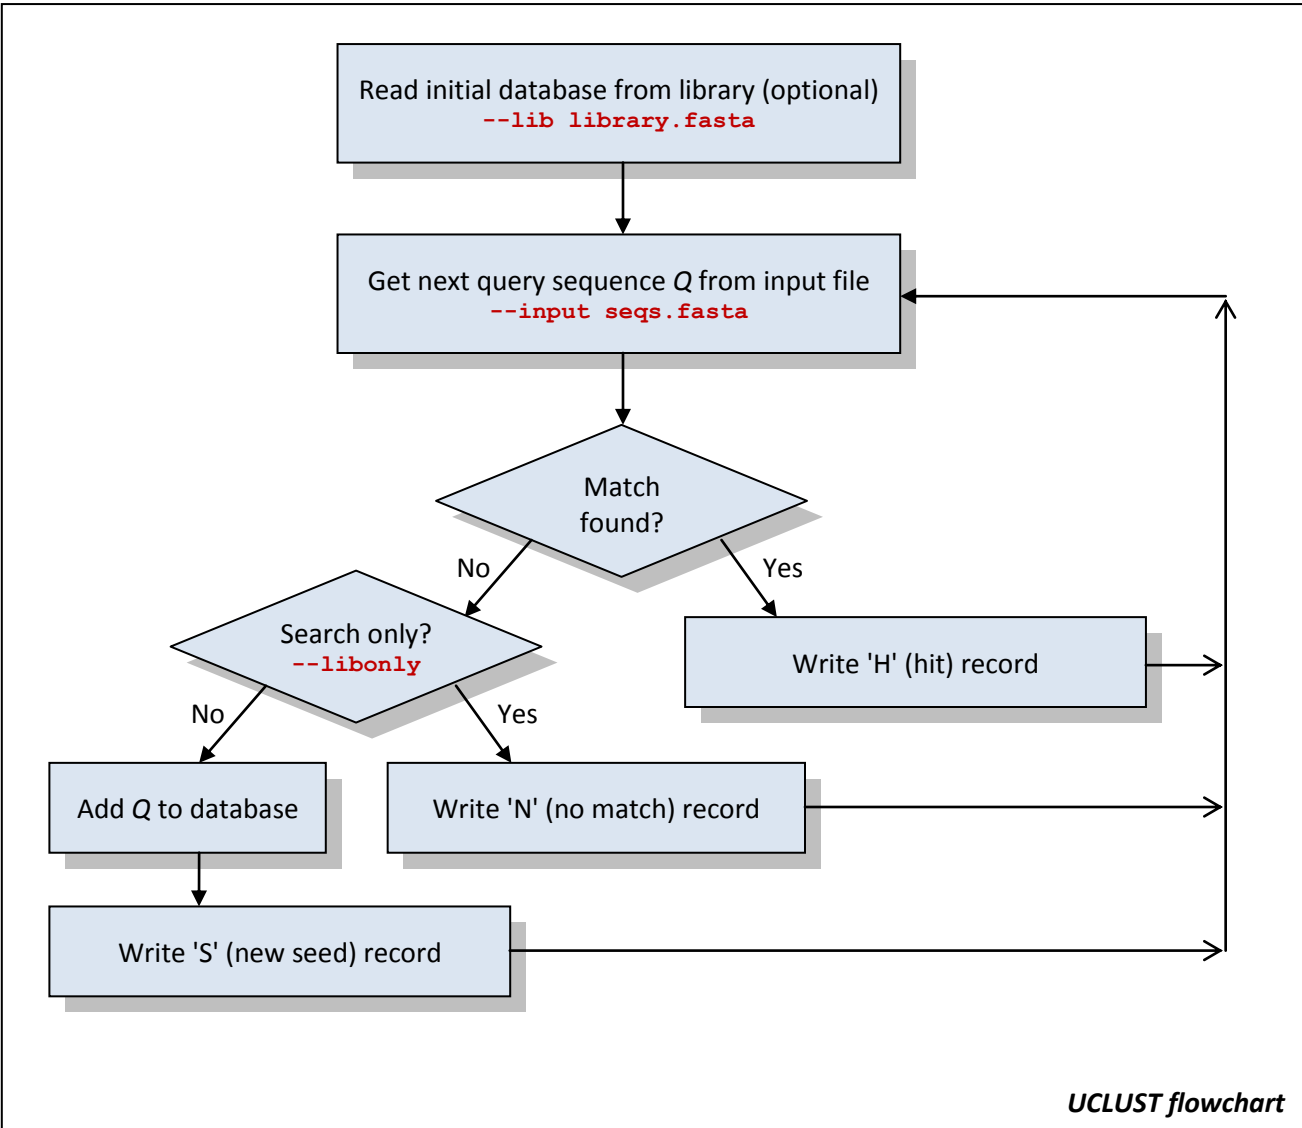 Read initial database from library (optional)
--lib library.fasta
Get next query sequence Q from input file
--input seqs.fasta
Match
found?
No
Yes
Search only?
--libonly
Write 'H' (hit) record
No
Yes
Add Q to database
Write 'N' (no match) record
Write 'S' (new seed) record
UCLUST flowchart